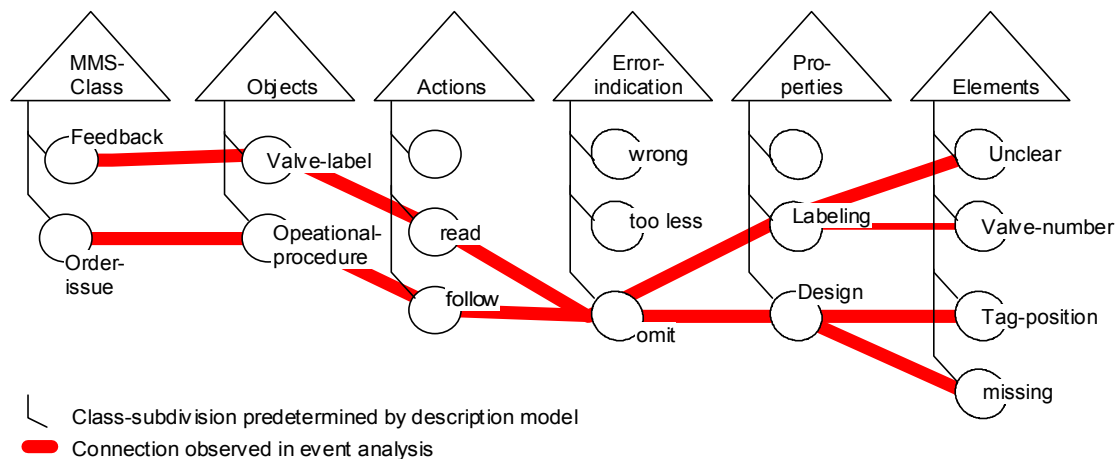 MMS-
Class
Objects
Actions
Error-
indication
Pro-
perties
Elements
Feedback
Valve-label
wrong
Unclear
Order-
issue
Opeational-
procedure
read
too less
Labeling
Valve-number
follow
omit
Design
Tag-position
missing
Class-subdivision predetermined by description model
Connection observed in event analysis